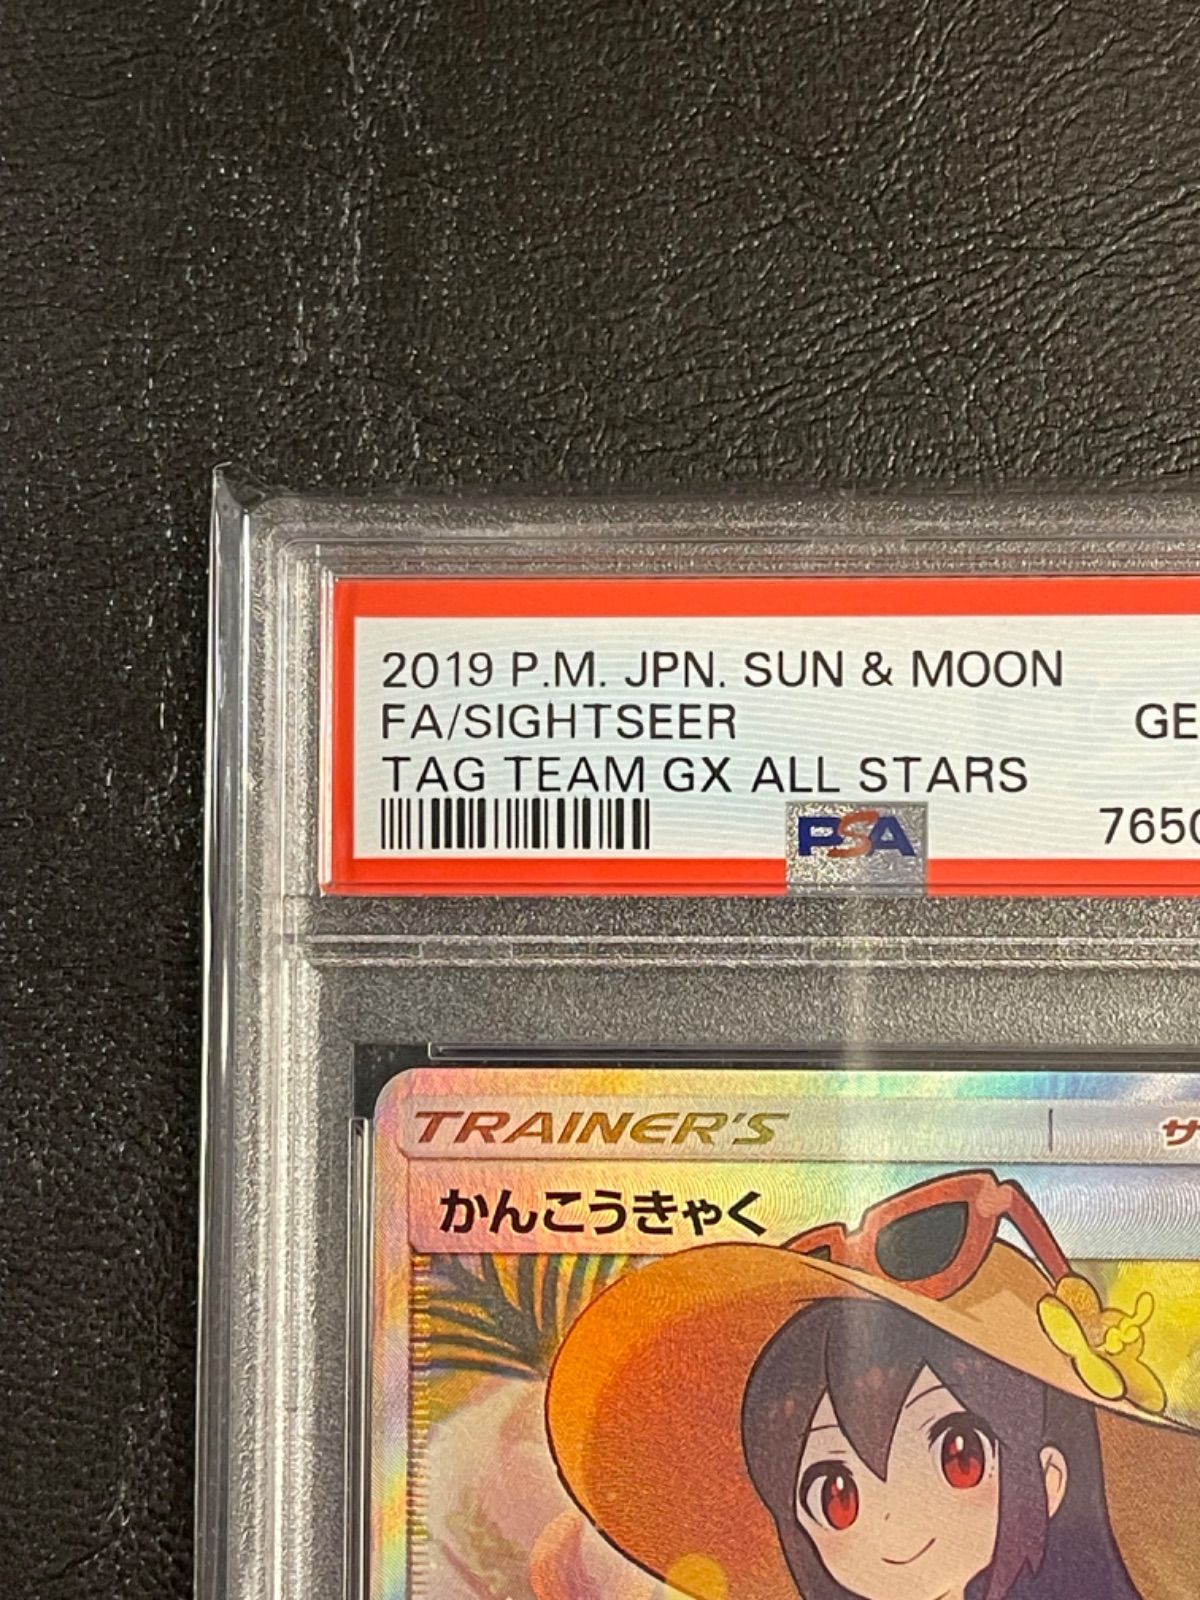 2019 P.M. JPN. SUN & MOON
FA/SIGHTSEER
TAG TEAM GX ALL STARS
PSA
TRAINER'S
かんこうきゃく